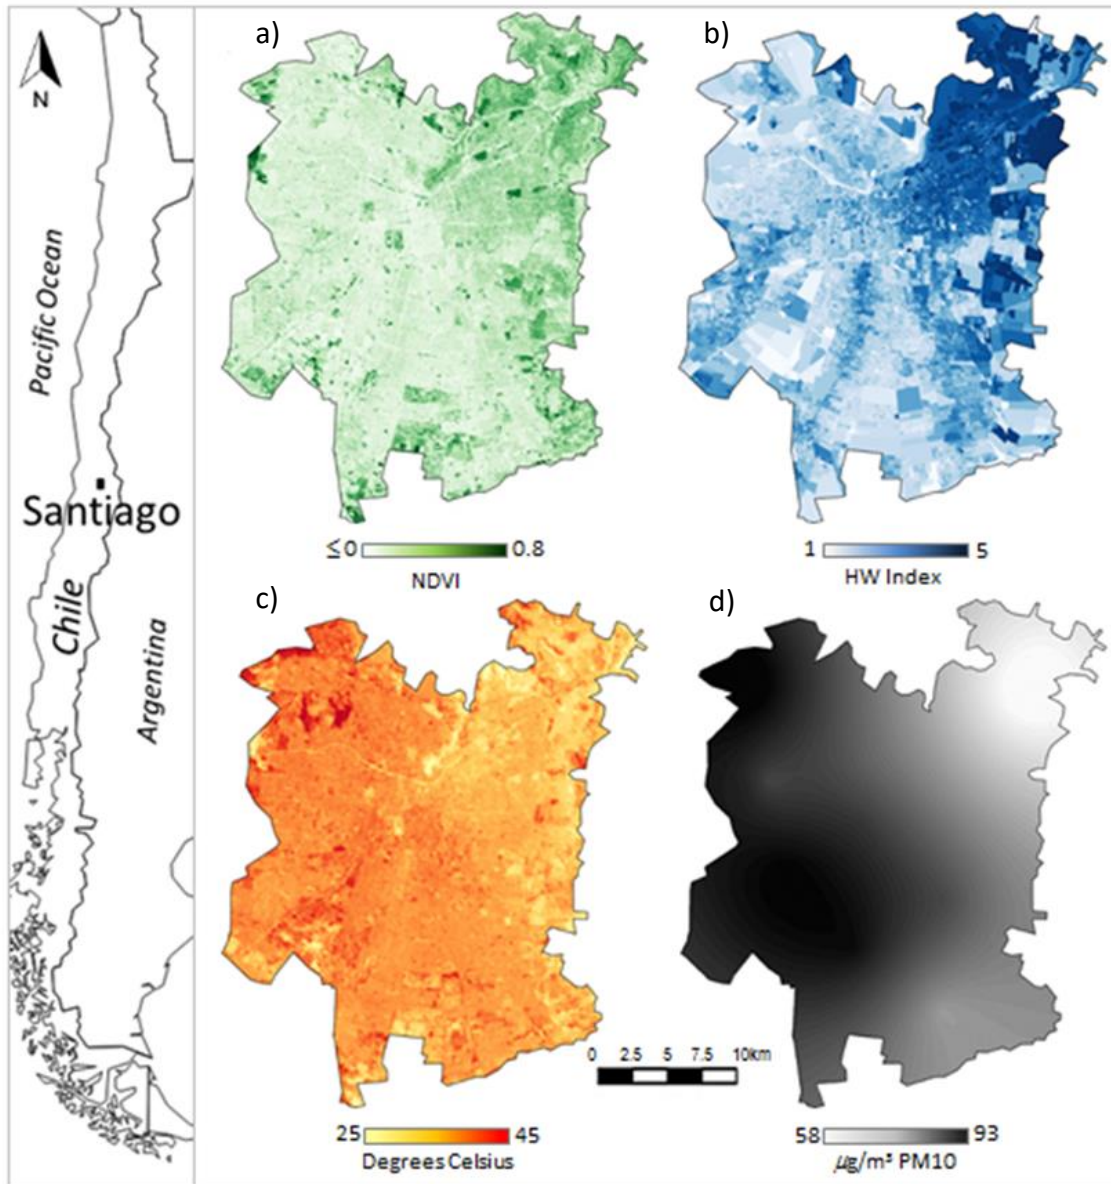 N
Pacific Ocean
Santiago
Chile
Argentina
a)
≤0 0.8
NDVI
b)
1 5
HW Index
c)
25 45
Degrees Celsius
0 2.5 5 7.5 10km
d)
58 93
µg/m³ PM10